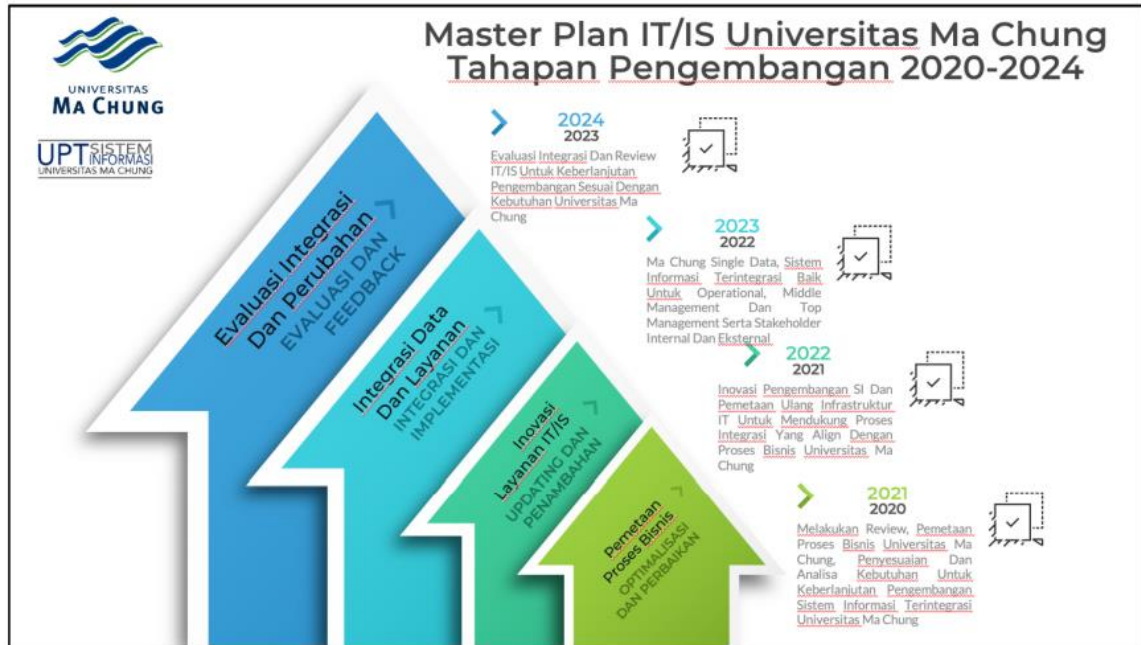 Master Plan IT/IS Universitas Ma Chung
Tahapan Pengembangan 2020-2024
UNIVERSITAS
MA CHUNG
UPT SISTEM
INFORMASI
UNIVERSITAS MA CHUNG
2024
2023
Evaluasi Integrasi Dan Review
IT/IS Untuk Keberlanjutan
Pengembangan Sesuai Dengan
Kebutuhan Universitas Ma
Chung
2023
2022
Ma Chung Single Data, Sistem
Informasi Terintegrasi Baik
Untuk Operational, Middle
Management Dan Top
Management Serta Stakeholder
Internal Dan Eksternal
2022
2021
Inovasi Pengembangan SI Dan
Pemetaan Ulang Infrastruktur
IT Untuk Mendukung Proses
Integrasi Yang Align Dengan
Proses Bisnis Universitas Ma
Chung
2021
2020
Melakukan Review, Pemetaan
Proses Bisnis Universitas Ma
Chung, Penyesuaian Dan
Analisa Kebutuhan Untuk
Keberlanjutan Pengembangan
Sistem Informasi Terintegrasi
Universitas Ma Chung
Evaluasi Integrasi
Dan Perubahan
EVALUASI DAN
FEEDBACK
Integrasi Data
Dan Layanan
INTEGRASI DAN
IMPLEMENTASI
Inovasi
Layanan IT/IS
UPDATING DAN
PENAMBAHAN
Pemetaan
Proses Bisnis
OPTIMALISASI
DAN PERBAIKAN